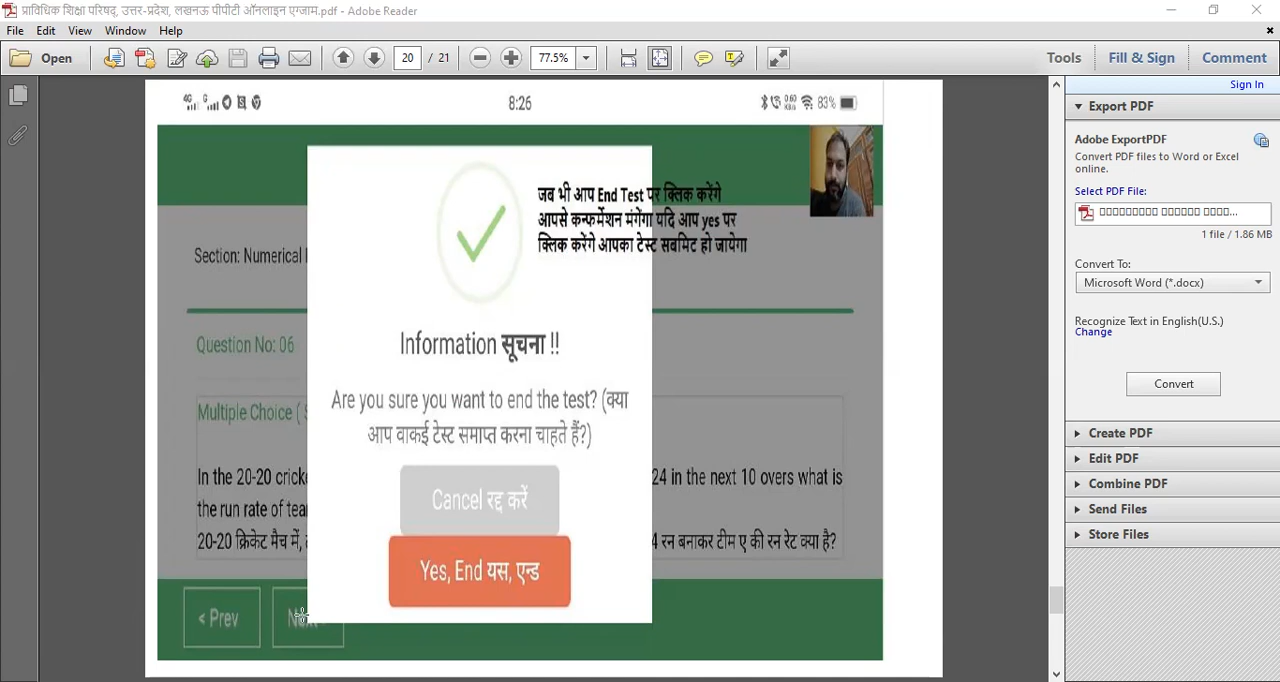 प्राविधिक शिक्षा परिषद्, उत्तर-प्रदेश, लखनऊ पीपीटी ऑनलाइन एग्जाम.pdf - Adobe Reader
File Edit View Window Help
Open 20 / 21 77.5% Tools Fill & Sign Comment
Sign In
Export PDF
Adobe ExportPDF
Convert PDF files to Word or Excel
online.
Select PDF File:
1 file / 1.86 MB
Convert To:
Microsoft Word (*.docx)
Recognize Text in English(U.S.)
Change
Convert
Create PDF
Edit PDF
Combine PDF
Send Files
Store Files
4G G 8:26 0.60 KB/s 83%
जब भी आप End Test पर क्लिक करेंगे
आपसे कन्फर्मेशन मंगेंगा यदि आप yes पर
क्लिक करेंगे आपका टेस्ट सबमिट हो जायेगा
Section: Numerical
Question No: 06
Information सूचना !!
Multiple Choice (
Are you sure you want to end the test? (क्या
आप वाकई टेस्ट समाप्त करना चाहते हैं?)
In the 20-20 24 in the next 10 overs what is
the run rate of
20-20 क्रिकेट मैच में, रन बनाकर टीम ए की रन रेट क्या है?
Cancel रद्द करें
Yes, End यस, एन्ड
< Prev
Next